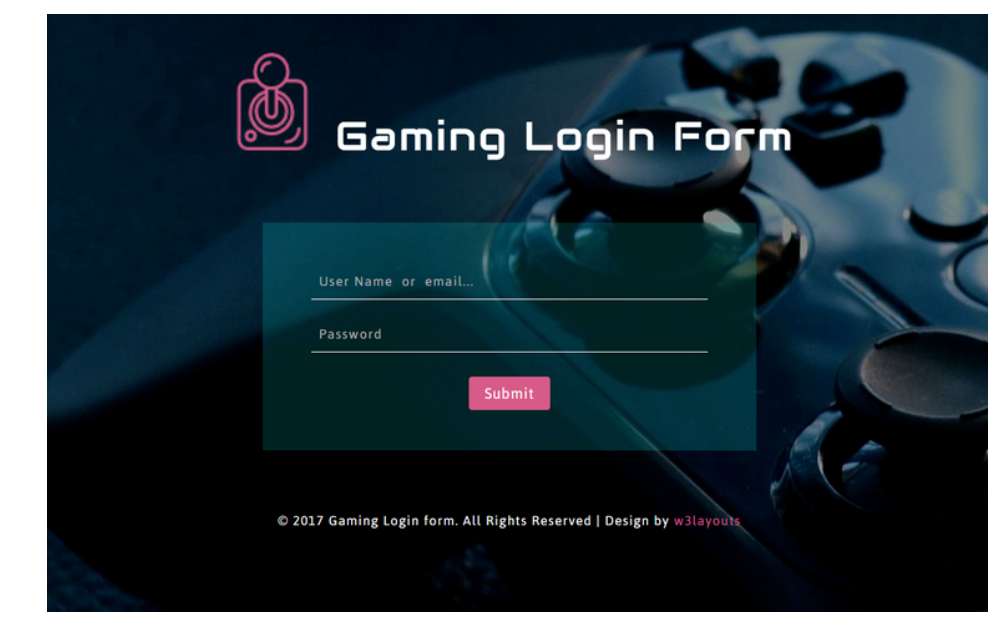 Gaming Login Form
User Name or email...
Password
Submit
© 2017 Gaming Login form. All Rights Reserved | Design by w3layouts